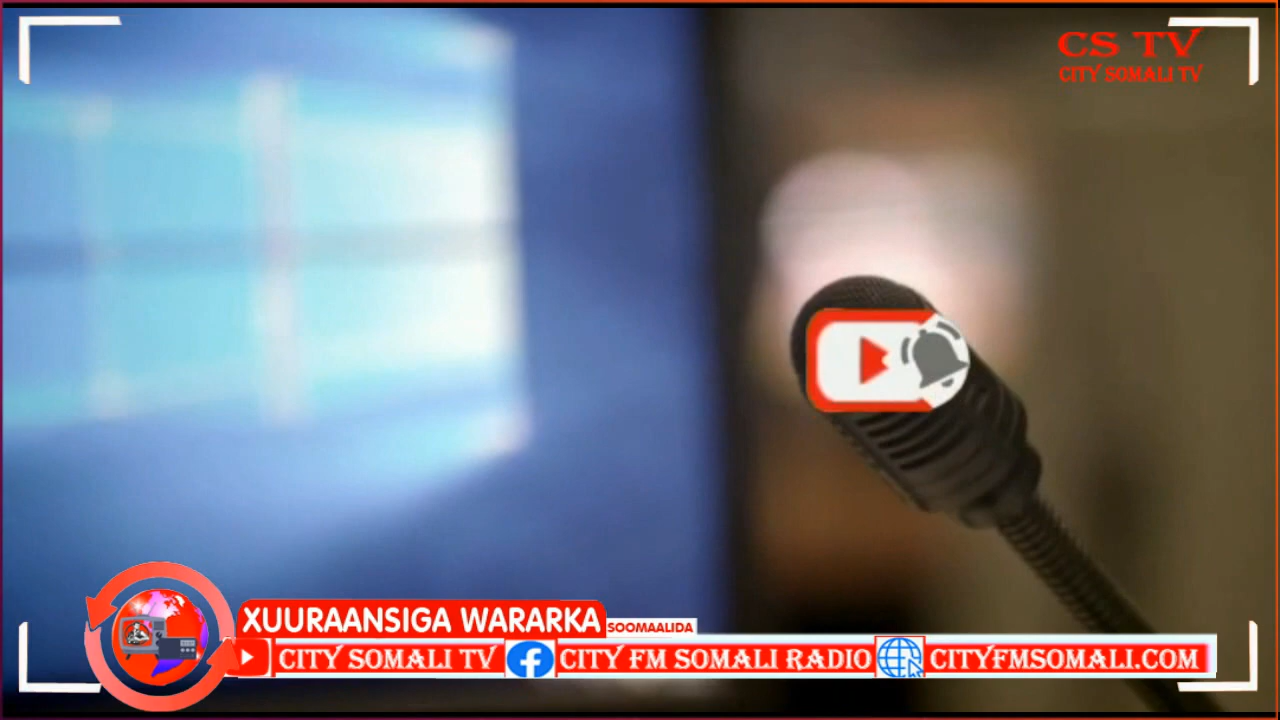 CS TV
CITY SOMALI TV
XUURAANSIGA WARARKA SOOMAALIDA
CITY SOMALI TV CITY FM SOMALI RADIO CITYFMSOMALI.COM